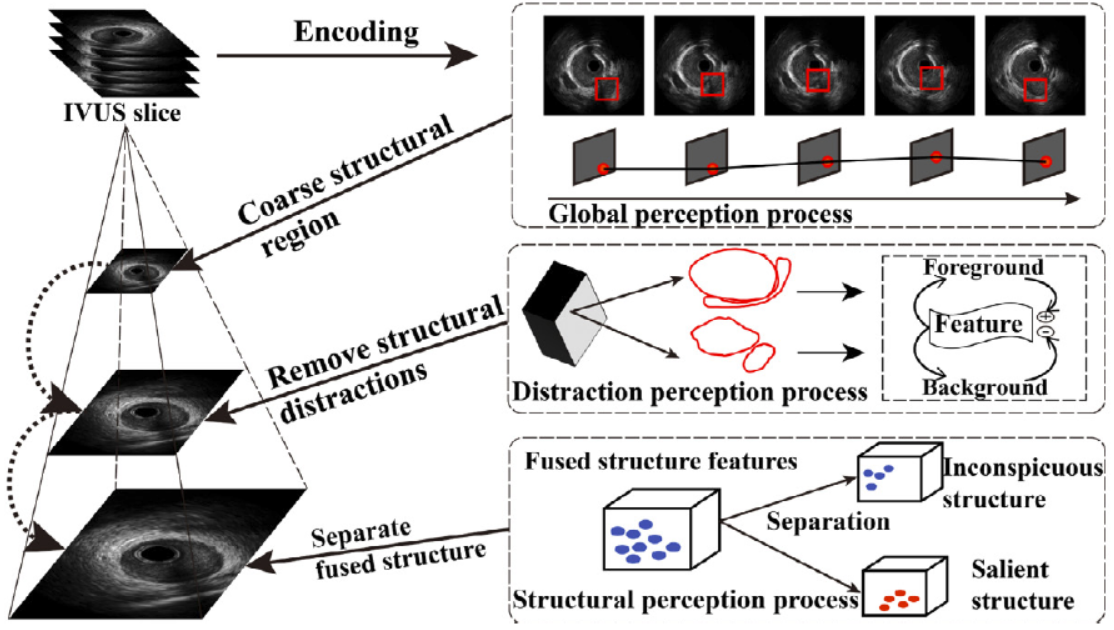 IVUS slice
Encoding
Global perception process
Coarse structural
region
Remove structural
distractions
Foreground
Feature
+
-
Background
Distraction perception process
Separate
fused structure
Fused structure features
Separation
Inconspicuous
structure
Salient
structure
Structural perception process